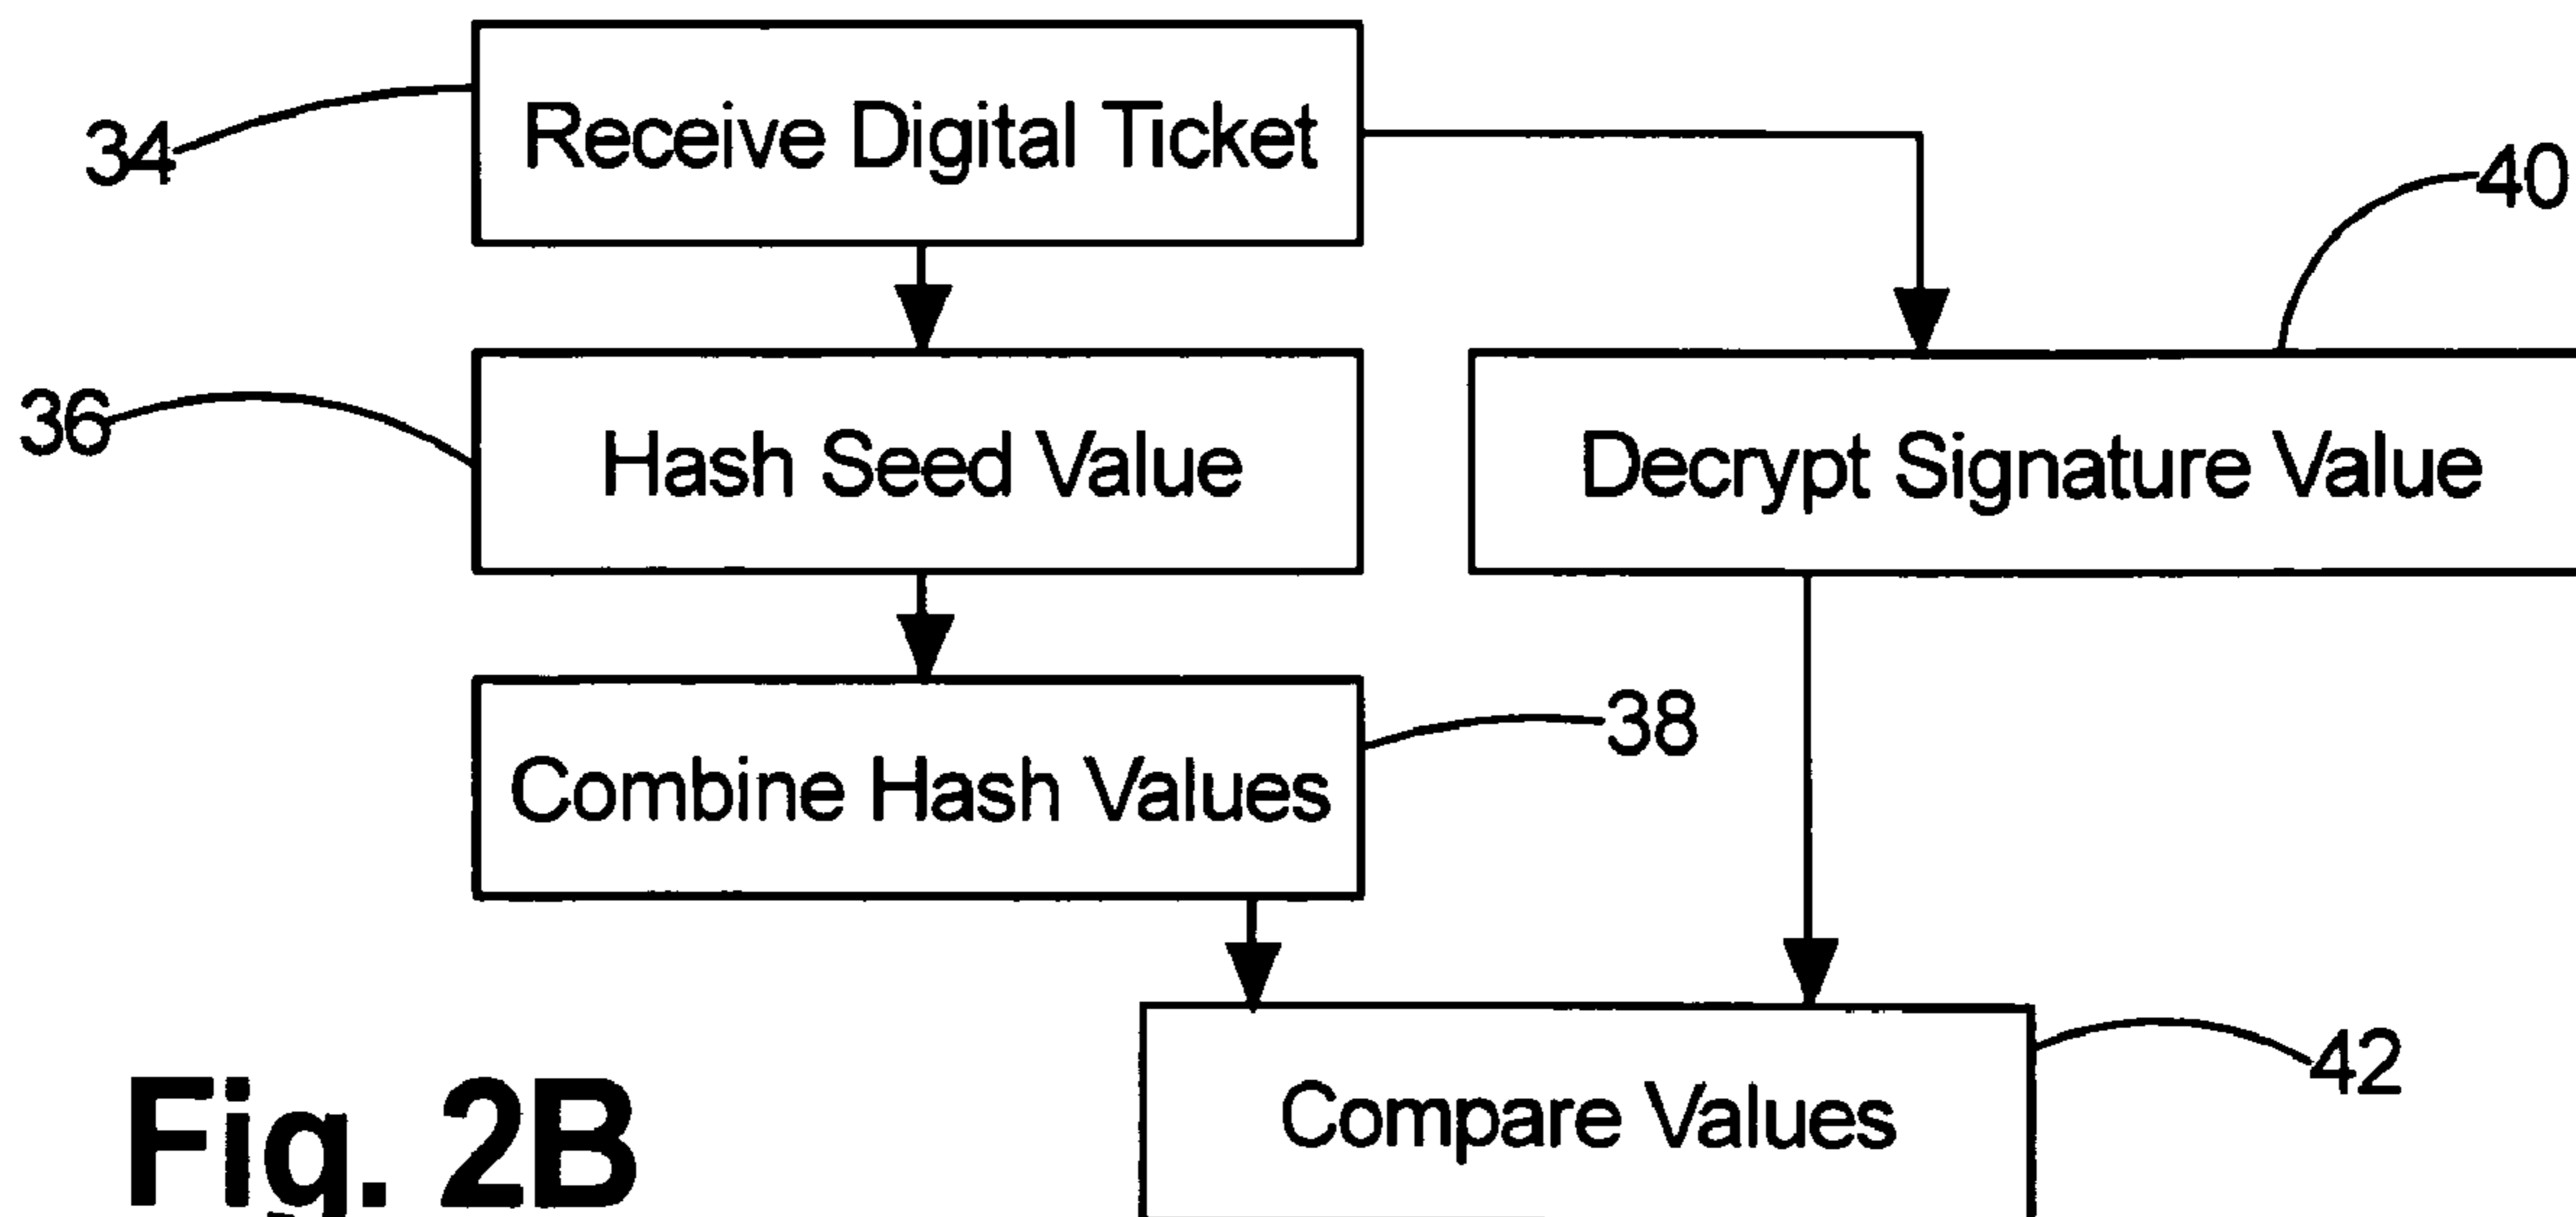 Receive Digital Ticket
34
40
36
Hash Seed Value
Decrypt Signature Value
38
Combine Hash Values
42
Compare Values
Fig. 2B